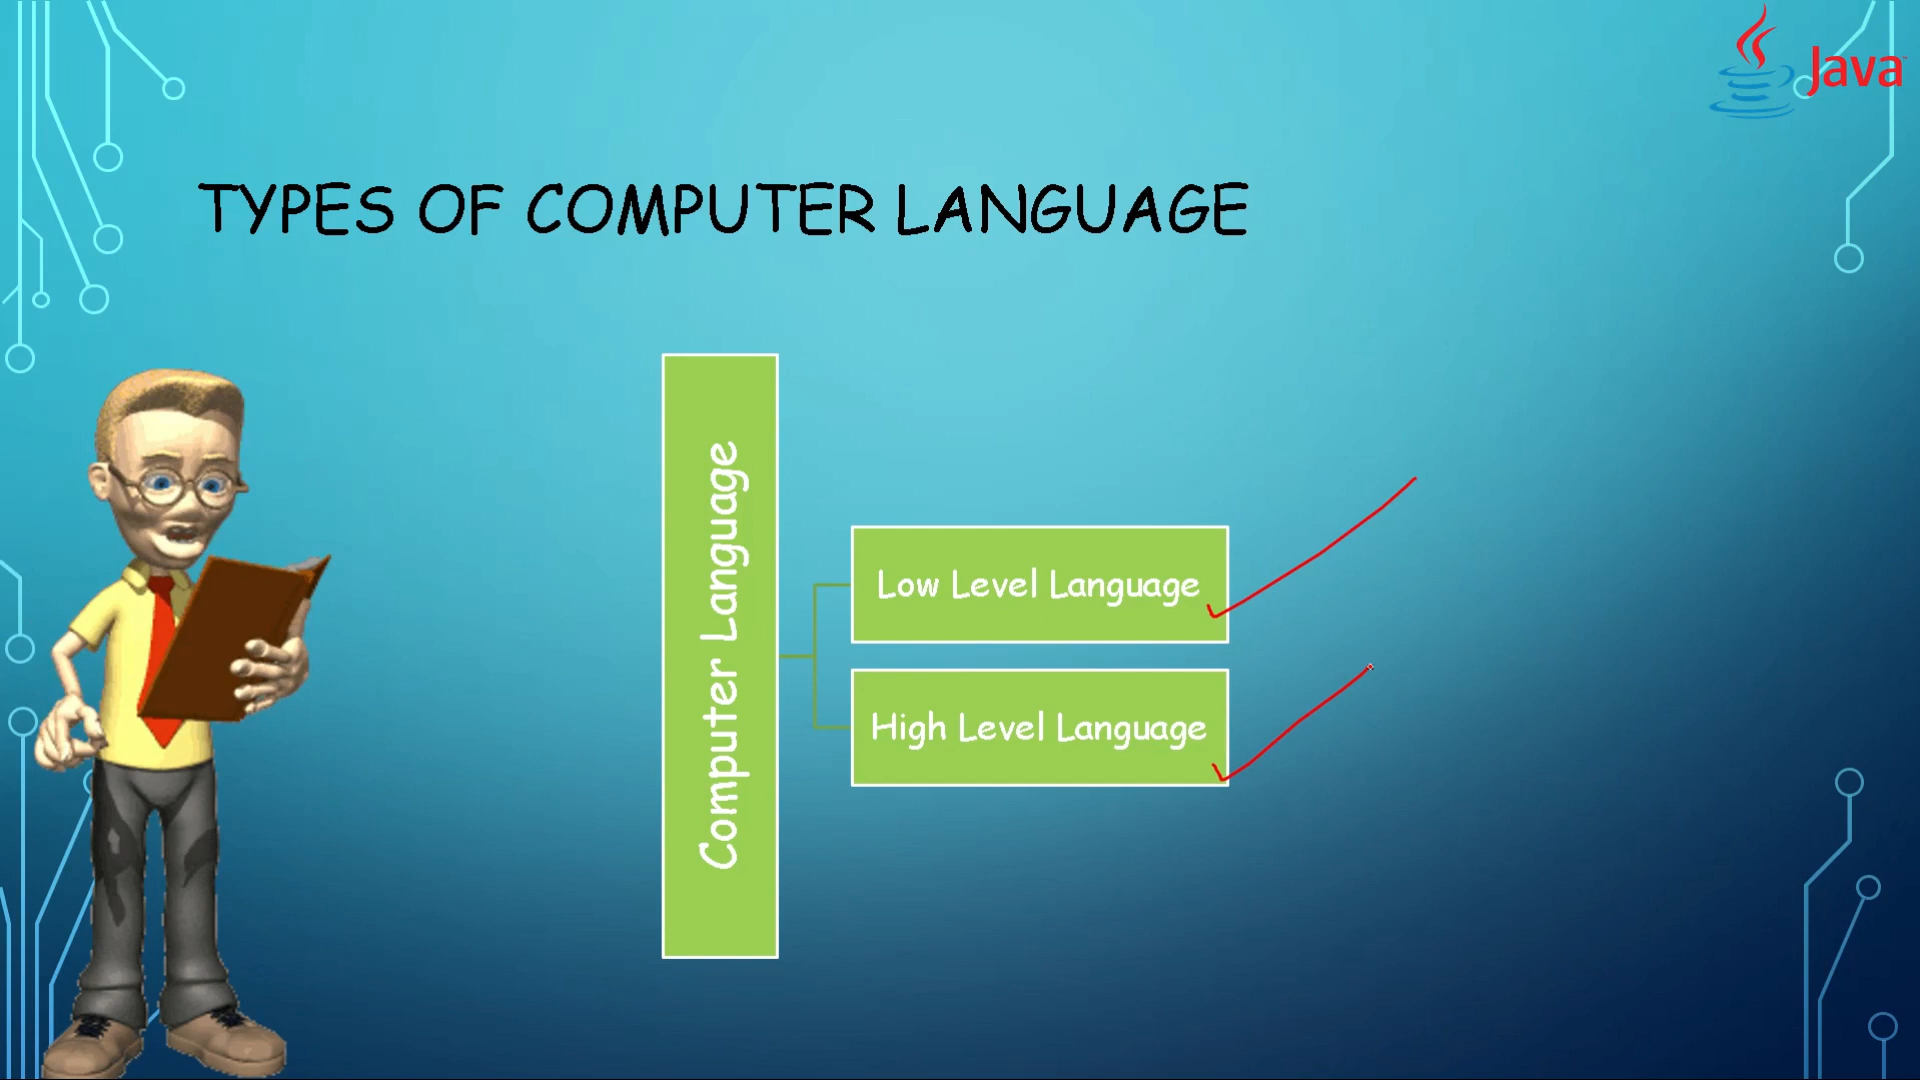 Java
TYPES OF COMPUTER LANGUAGE
Computer Language
Low Level Language
High Level Language